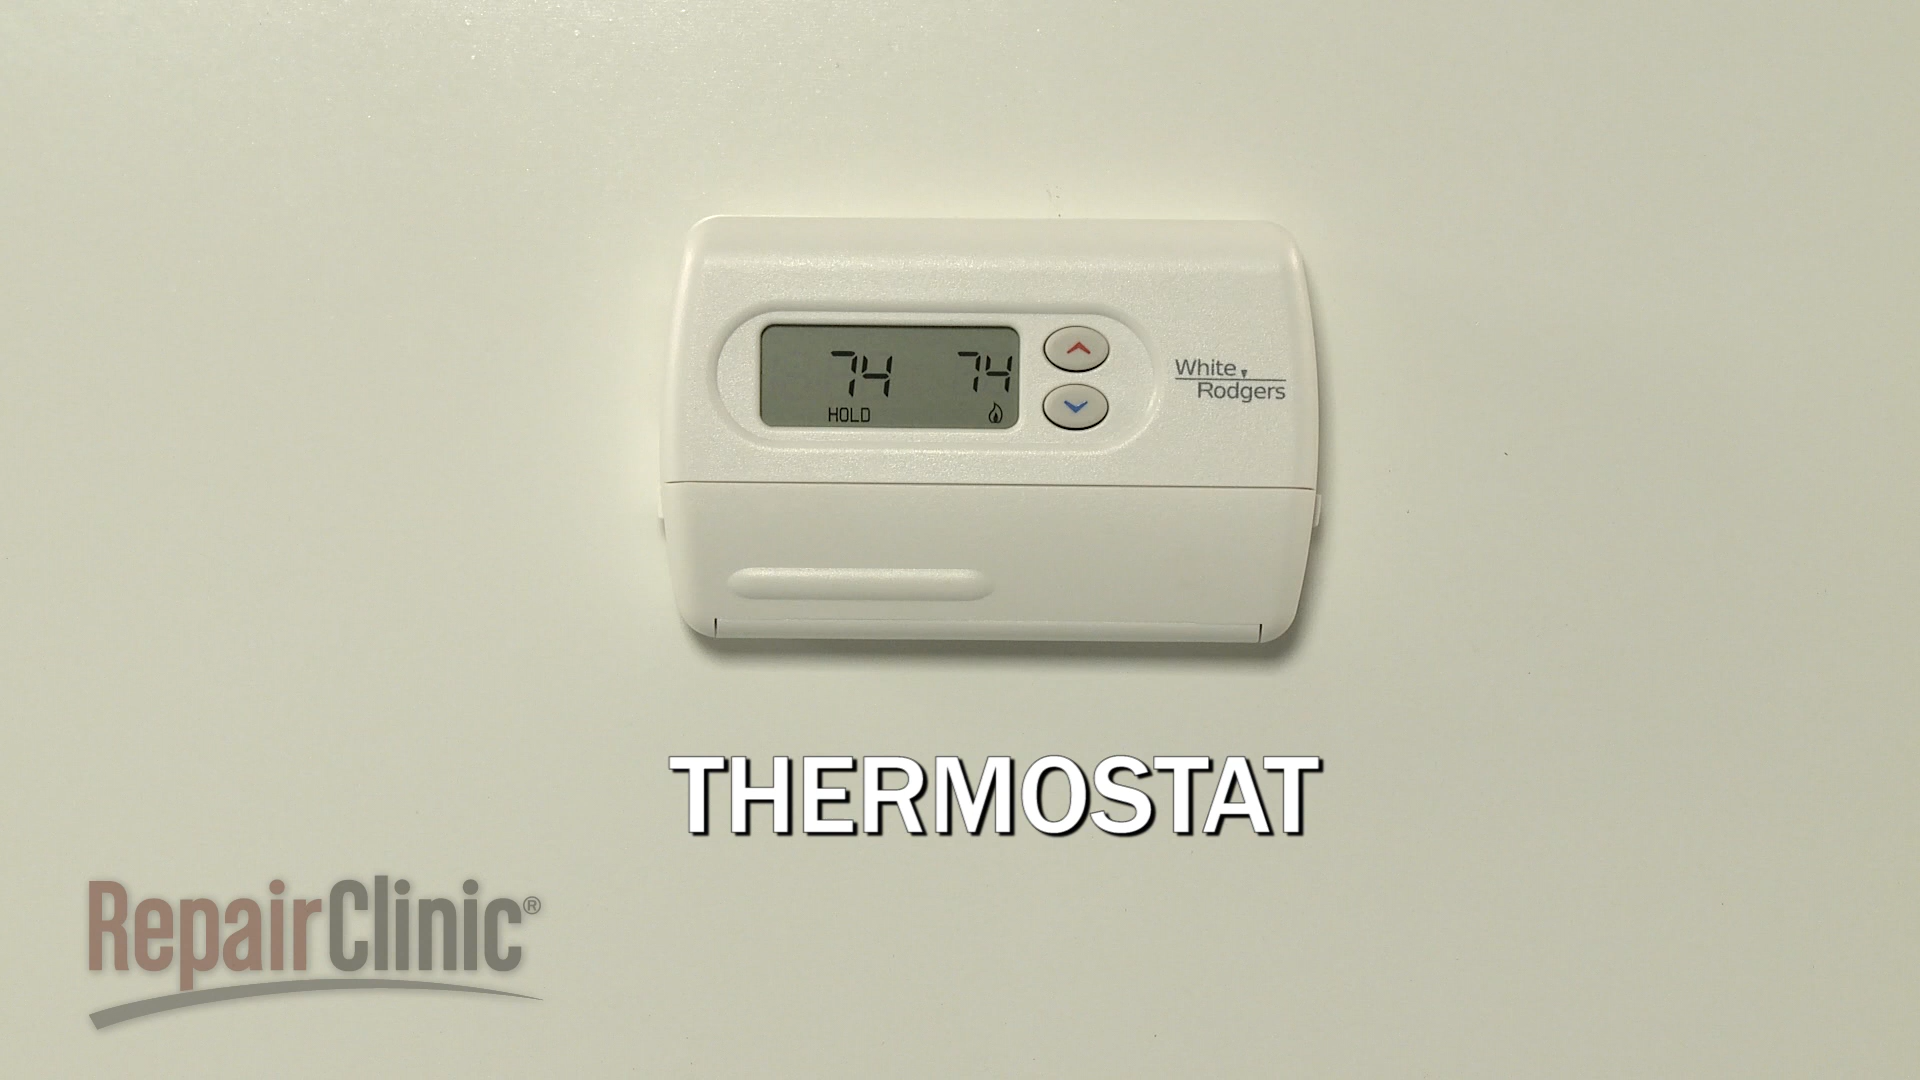 74 74
HOLD
White
Rodgers
THERMOSTAT
RepairClinic®